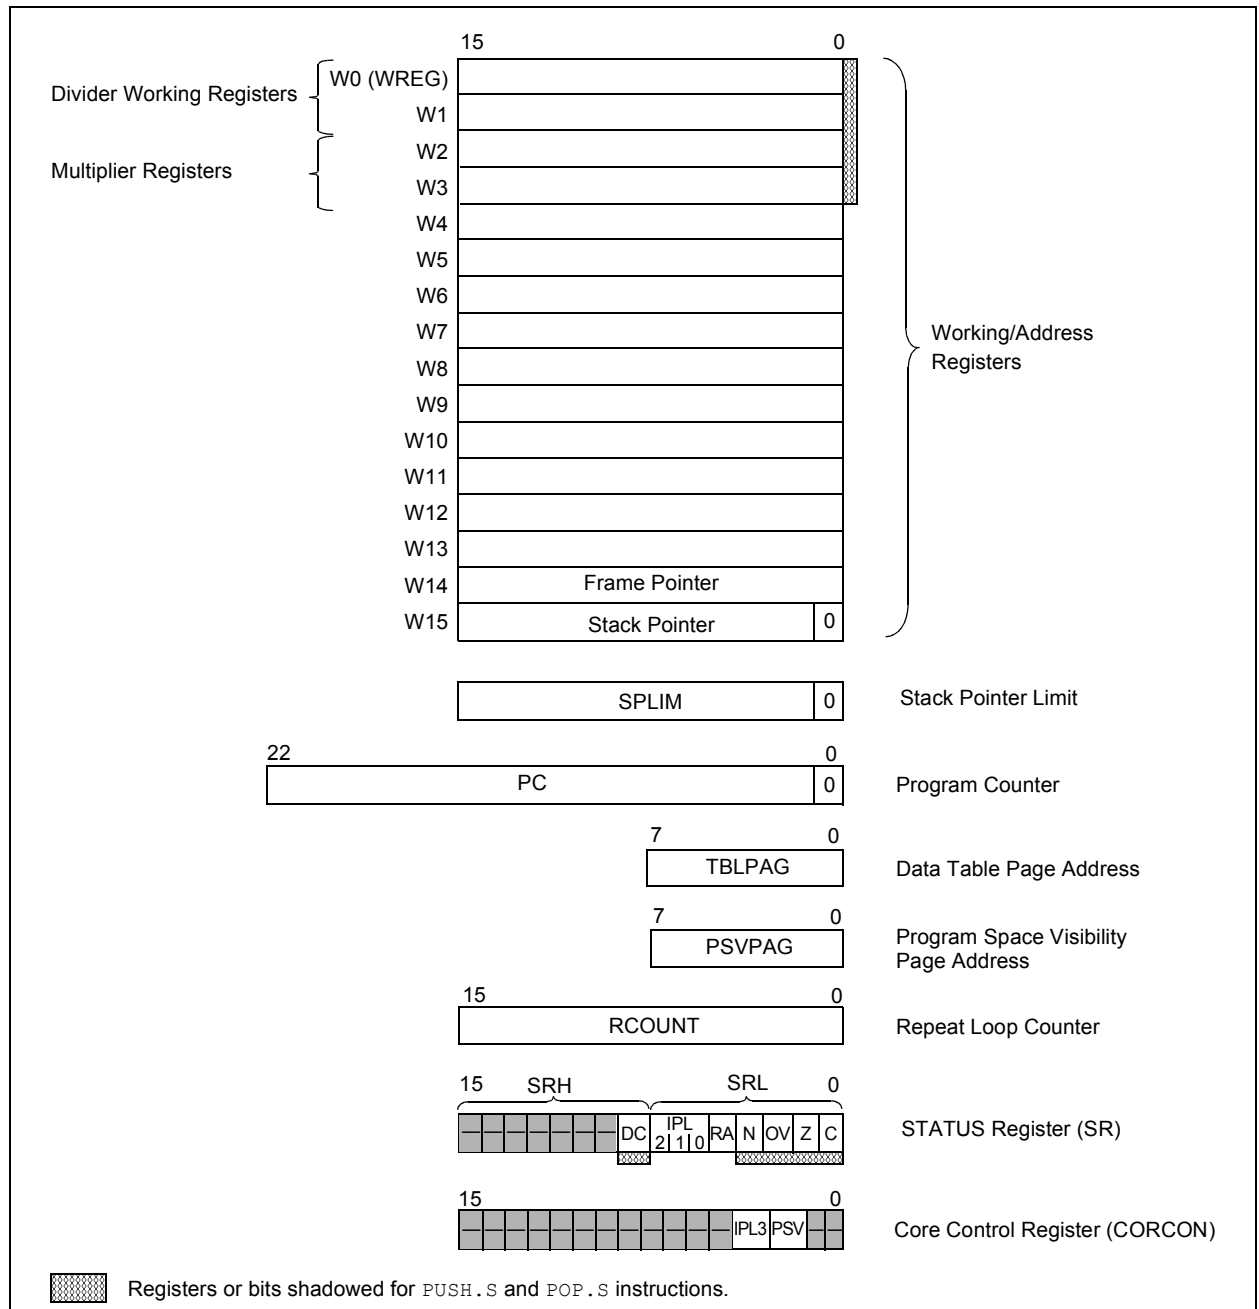 15 0
Divider Working Registers
W0 (WREG)
W1
Multiplier Registers
W2
W3
W4
W5
W6
W7
W8
W9
W10
W11
W12
W13
W14 Frame Pointer
W15 Stack Pointer 0
Working/Address
Registers
SPLIM 0 Stack Pointer Limit
22 0
PC 0 Program Counter
7 0
TBLPAG Data Table Page Address
7 0
PSVPAG Program Space Visibility
Page Address
15 0
RCOUNT Repeat Loop Counter
15 SRH SRL 0
— — — — — — — DC IPL 2 1 0 RA N OV Z C STATUS Register (SR)
15 0
— — — — — — — — — — — — IPL3 PSV — — Core Control Register (CORCON)
Registers or bits shadowed for PUSH.S and POP.S instructions.